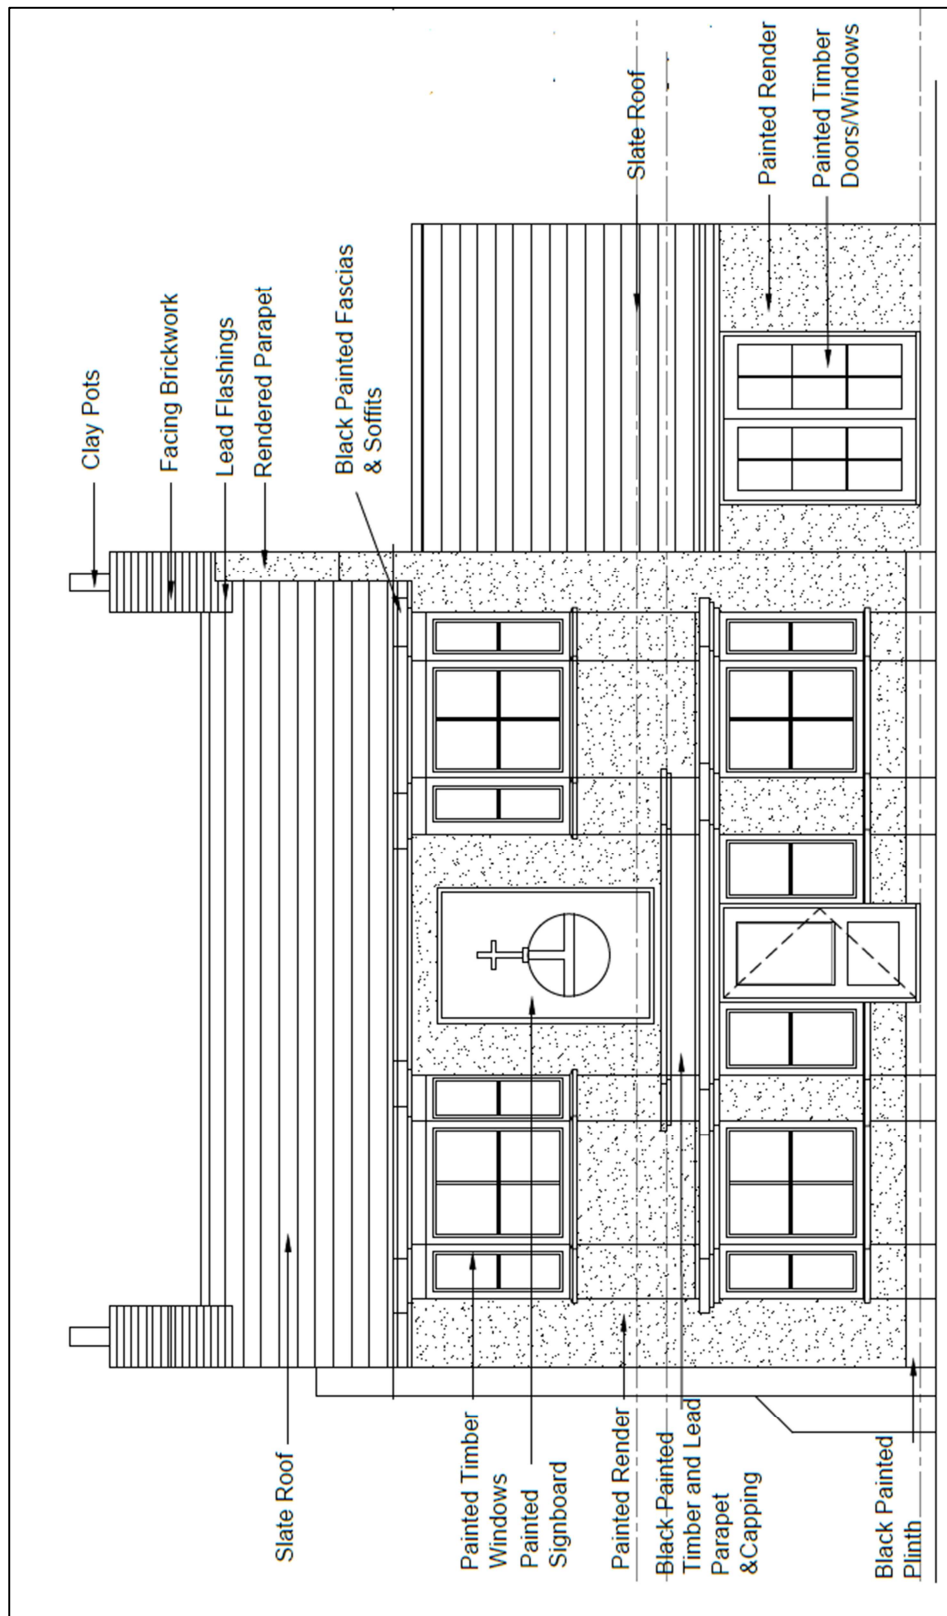 Clay Pots
Facing Brickwork
Lead Flashings
Rendered Parapet
Black Painted Fascias
& Soffits
Slate Roof
Painted Render
Painted Timber
Doors/Windows
Slate Roof
Painted Timber
Windows
Painted
Signboard
Painted Render
Black Painted
Timber and Lead
Parapet
&Capping
Black Painted
Plinth